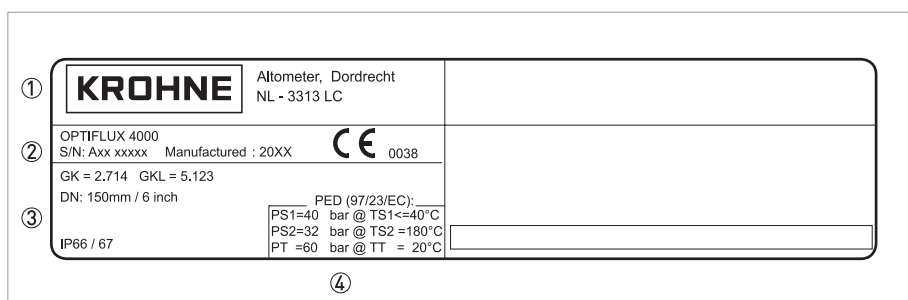 ① KROHNE Altometer, Dordrecht
NL - 3313 LC
② OPTIFLUX 4000
S/N: Axx xxxxx Manufactured : 20XX CE 0038
③ GK = 2.714 GKL = 5.123
DN: 150mm / 6 inch
PED (97/23/EC):
PS1=40 bar @ TS1<=40°C
PS2=32 bar @ TS2 =180°C
PT =60 bar @ TT = 20°C
IP66 / 67
④